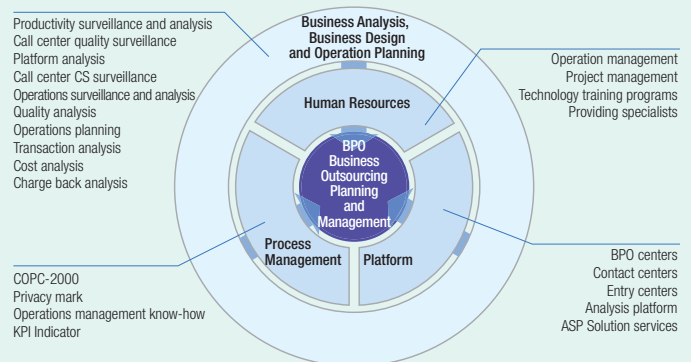 Productivity surveillance and analysis
Call center quality surveillance
Platform analysis
Call center CS surveillance
Operations surveillance and analysis
Quality analysis
Operations planning
Transaction analysis
Cost analysis
Charge back analysis
Business Analysis,
Business Design
and Operation Planning
Operation management
Project management
Technology training programs
Providing specialists
Human Resources
BPO
Business
Outsourcing
Planning
and
Management
Process
Management
Platform
COPC-2000
Privacy mark
Operations management know-how
KPI Indicator
BPO centers
Contact centers
Entry centers
Analysis platform
ASP Solution services